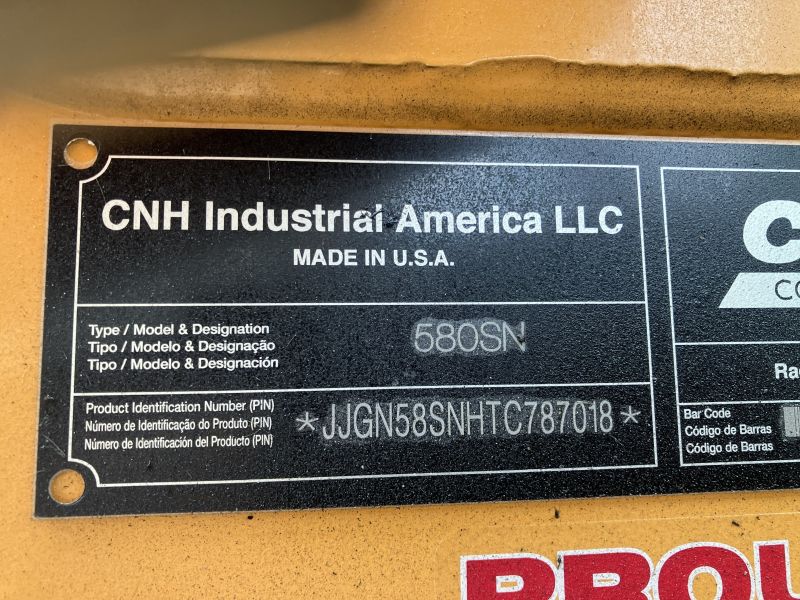 CNH Industrial America LLC
MADE IN U.S.A.
Type / Model & Designation
Tipo / Modelo & Designação
Tipo / Modelo & Designación
580SN
Product Identification Number (PIN)
Número de Identificação do Produto (PIN)
Número de Identificación del Producto (PIN)
*JJGN58SNHTC787018*
Bar Code
Código de Barras
Código de Barras